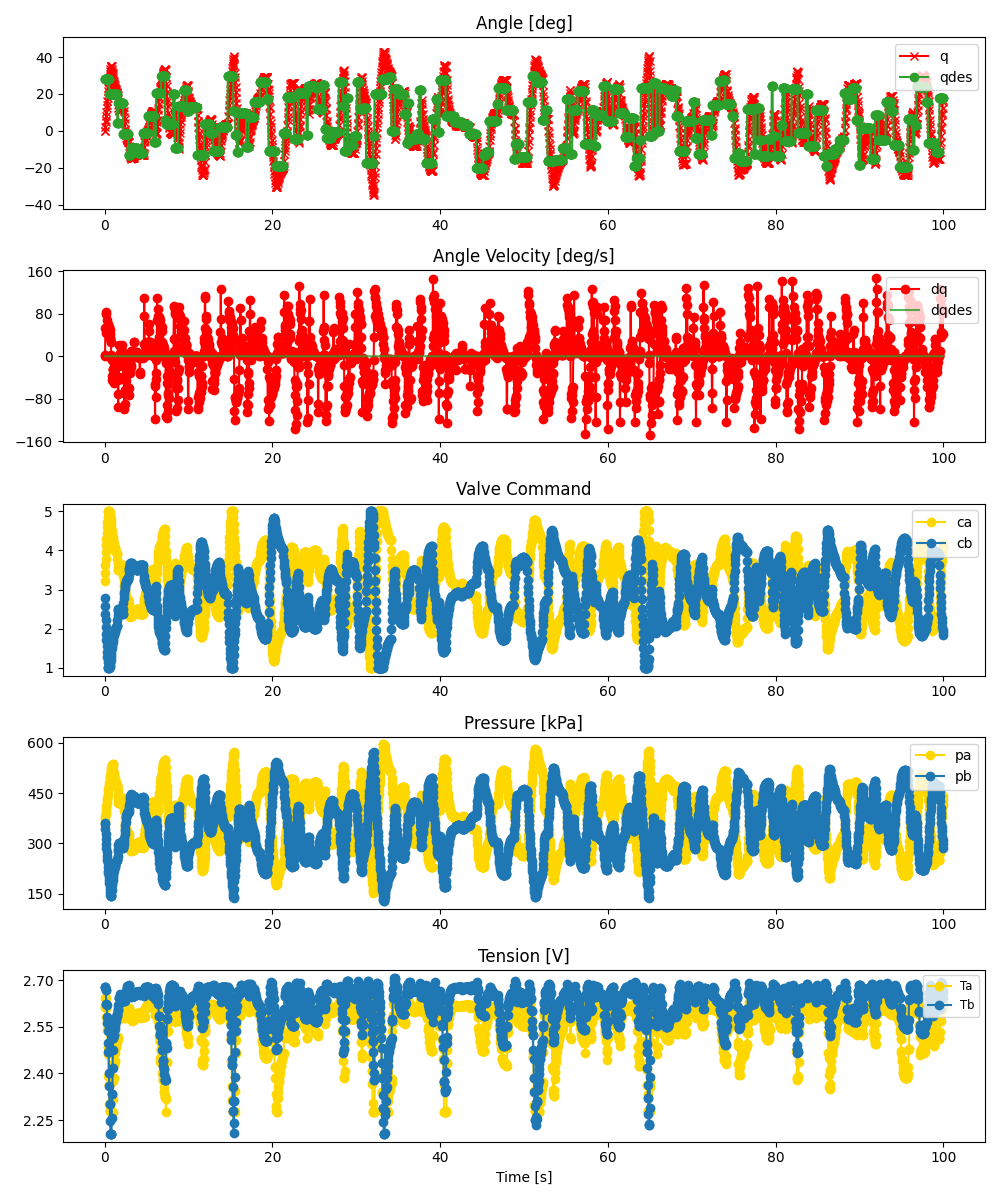 Angle [deg]
40
20
0
−20
−40
q
qdes
0 20 40 60 80 100
Angle Velocity [deg/s]
160
80
0
−80
−160
dq
dqdes
0 20 40 60 80 100
Valve Command
5
4
3
2
1
ca
cb
0 20 40 60 80 100
Pressure [kPa]
600
450
300
150
pa
pb
0 20 40 60 80 100
Tension [V]
2.70
2.55
2.40
2.25
Ta
Tb
0 20 40 60 80 100
Time [s]